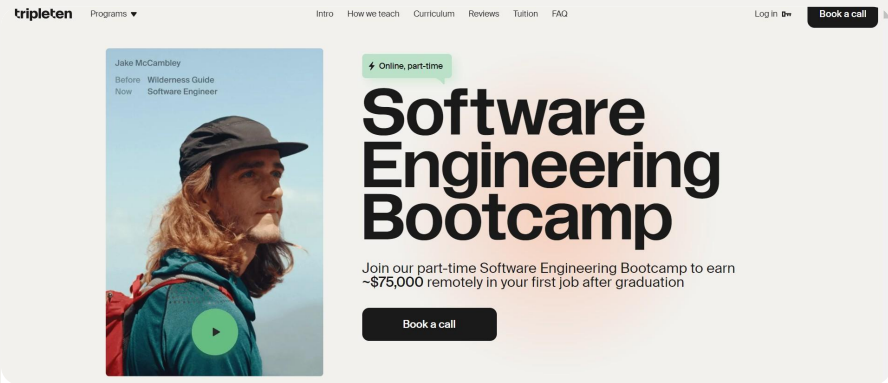 tripleten
Programs
Intro How we teach Curriculum Reviews Tuition FAQ
Log in
Book a call
Jake McCambley
Before Wilderness Guide
Now Software Engineer
Online, part-time
Software
Engineering
Bootcamp
Join our part-time Software Engineering Bootcamp to earn
~$75,000 remotely in your first job after graduation
Book a call